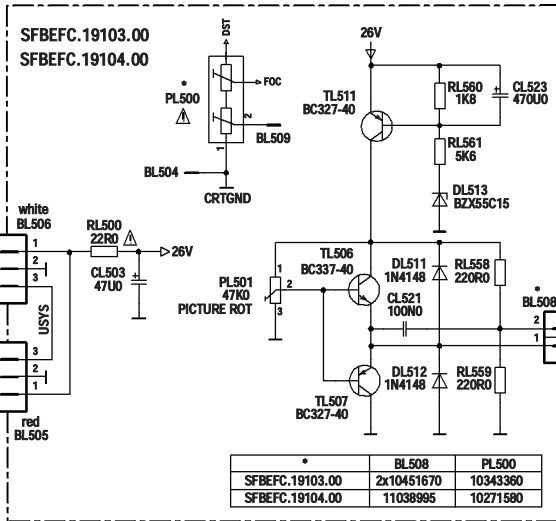 SFBEFC.19103.00
SFBEFC.19104.00
DST
FOC
*
PL500
2
1
BL509
BL504
CRTGND
26V
TL511
BC327-40
RL560
1K8
+
CL523
470U0
RL561
5K6
DL513
BZX55C15
white
BL506
1
2
3
RL500
22R0
26V
CL503
47U0
+
USYS
3
2
1
red
BL505
PL501
47K0
PICTURE ROT
1
2
3
TL506
BC337-40
DL511
1N4148
RL558
220R0
CL521
100N0
*
BL508
2
1
TL507
BC327-40
DL512
1N4148
RL559
220R0
* BL508 PL500
SFBEFC.19103.00 2x10451670 10343360
SFBEFC.19104.00 11038995 10271580